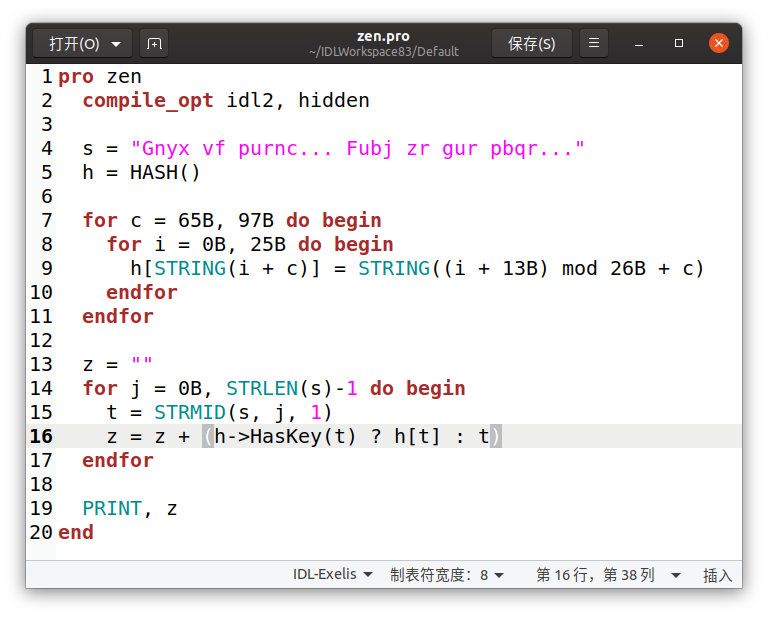 打开(O)
zen.pro
~/IDLWorkspace83/Default
保存(S)
1 pro zen
2   compile_opt idl2, hidden
3
4   s = "Gnyx vf purnc... Fubj zr gur pbqr..."
5   h = HASH()
6
7   for c = 65B, 97B do begin
8     for i = 0B, 25B do begin
9       h[STRING(i + c)] = STRING((i + 13B) mod 26B + c)
10     endfor
11   endfor
12
13   z = ""
14   for j = 0B, STRLEN(s)-1 do begin
15     t = STRMID(s, j, 1)
16     z = z + (h->HasKey(t) ? h[t] : t)
17   endfor
18
19   PRINT, z
20 end
IDL-Exelis 制表符宽度：8 第 16 行，第 38 列 插入